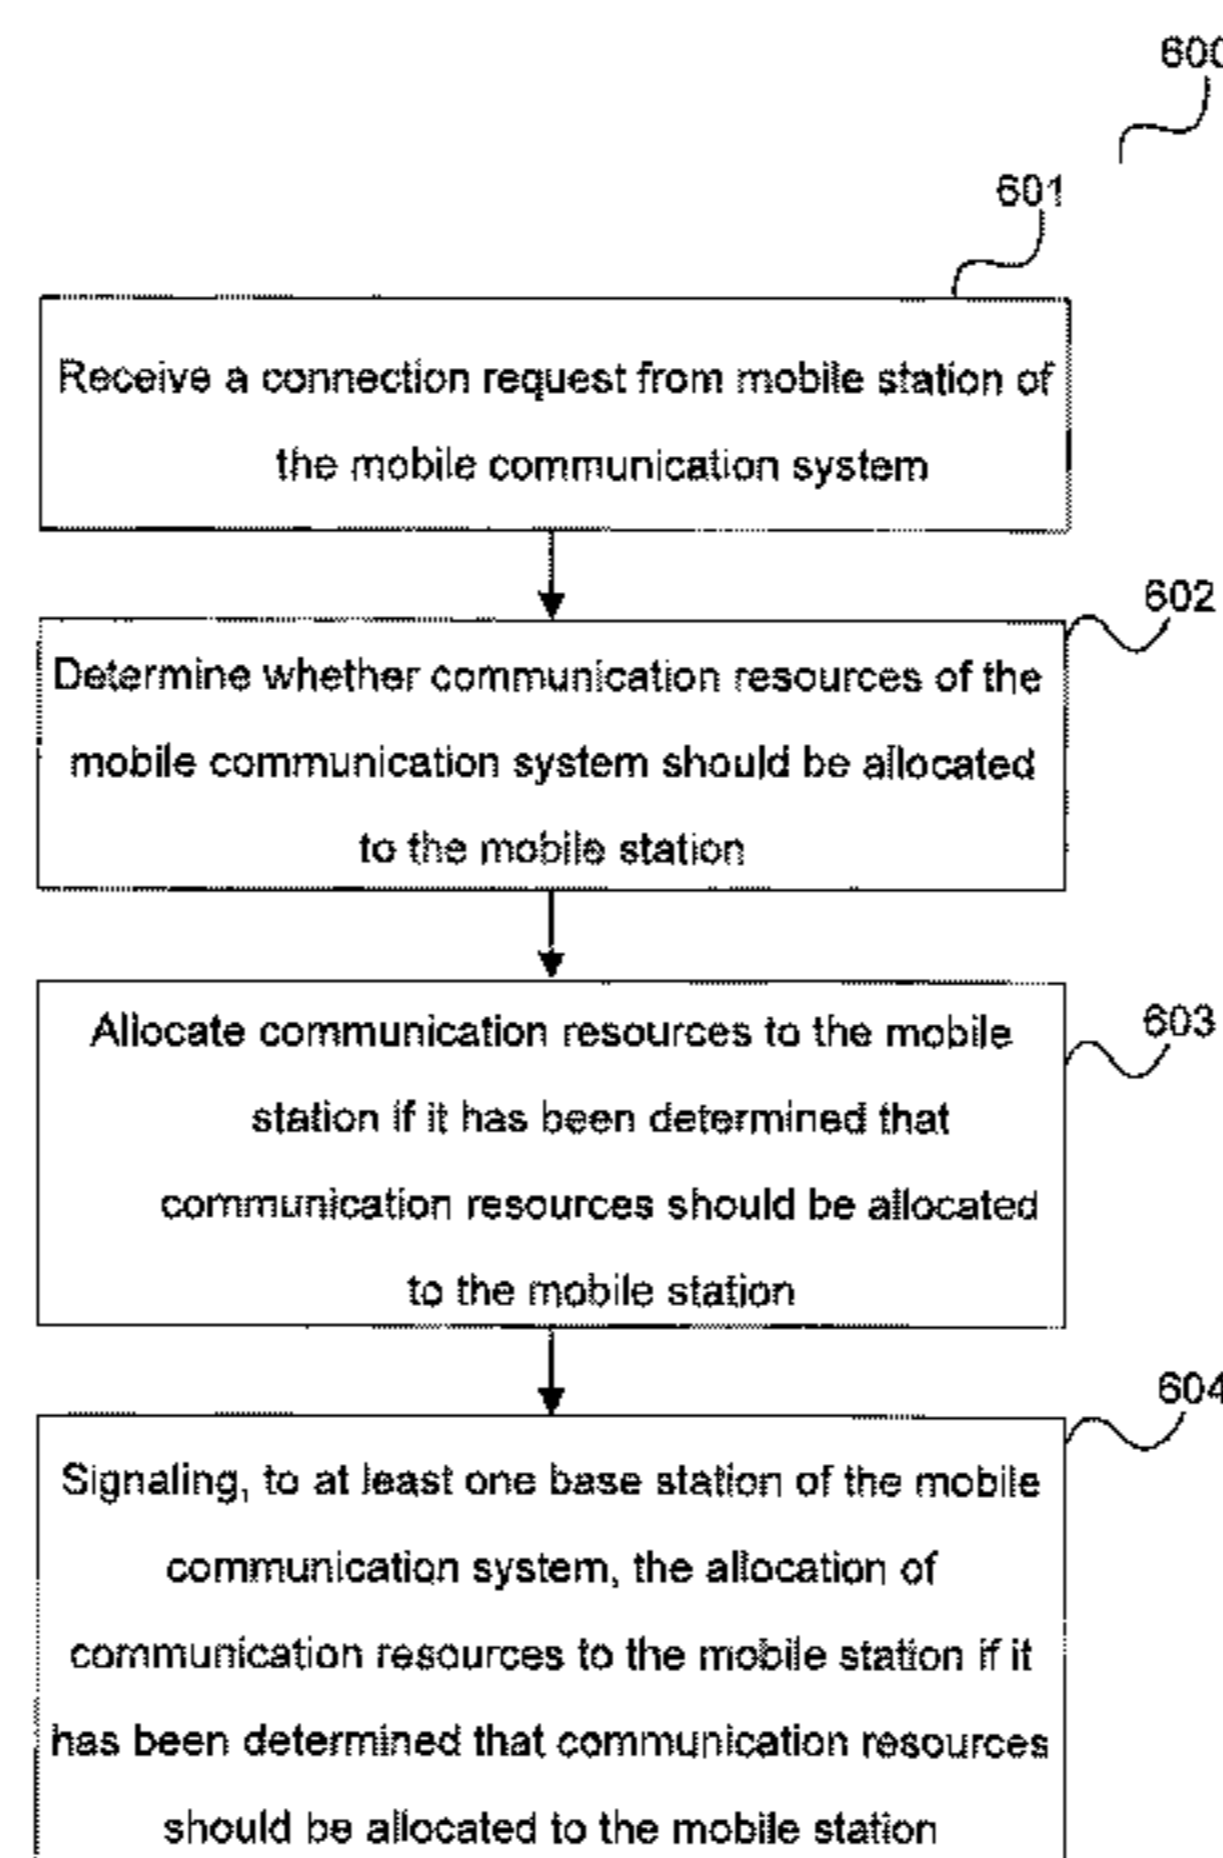 600
601
Receive a connection request from mobile station of
the mobile communication system
602
Determine whether communication resources of the
mobile communication system should be allocated
to the mobile station
603
Allocate communication resources to the mobile
station if it has been determined that
communication resources should be allocated
to the mobile station
604
Signaling, to at least one base station of the mobile
communication system, the allocation of
communication resources to the mobile station if it
has been determined that communication resources
should be allocated to the mobile station